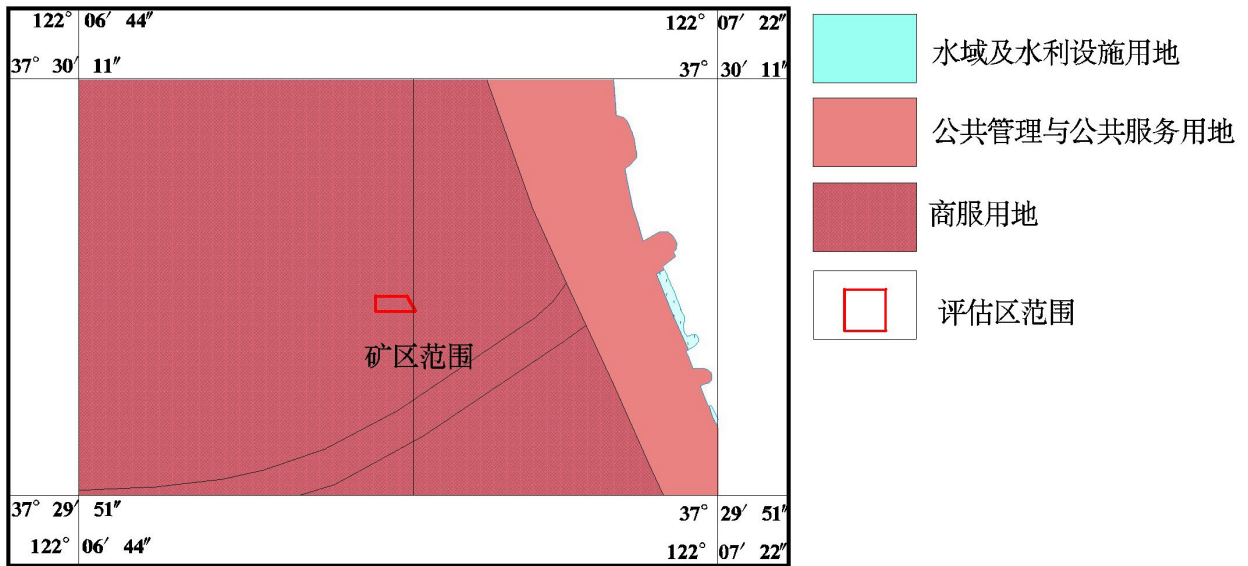 122° 06′ 44″
122° 07′ 22″
37° 30′ 11″
37° 30′ 11″
矿区范围
37° 29′ 51″
37° 29′ 51″
122° 06′ 44″
122° 07′ 22″
水域及水利设施用地
公共管理与公共服务用地
商服用地
评估区范围